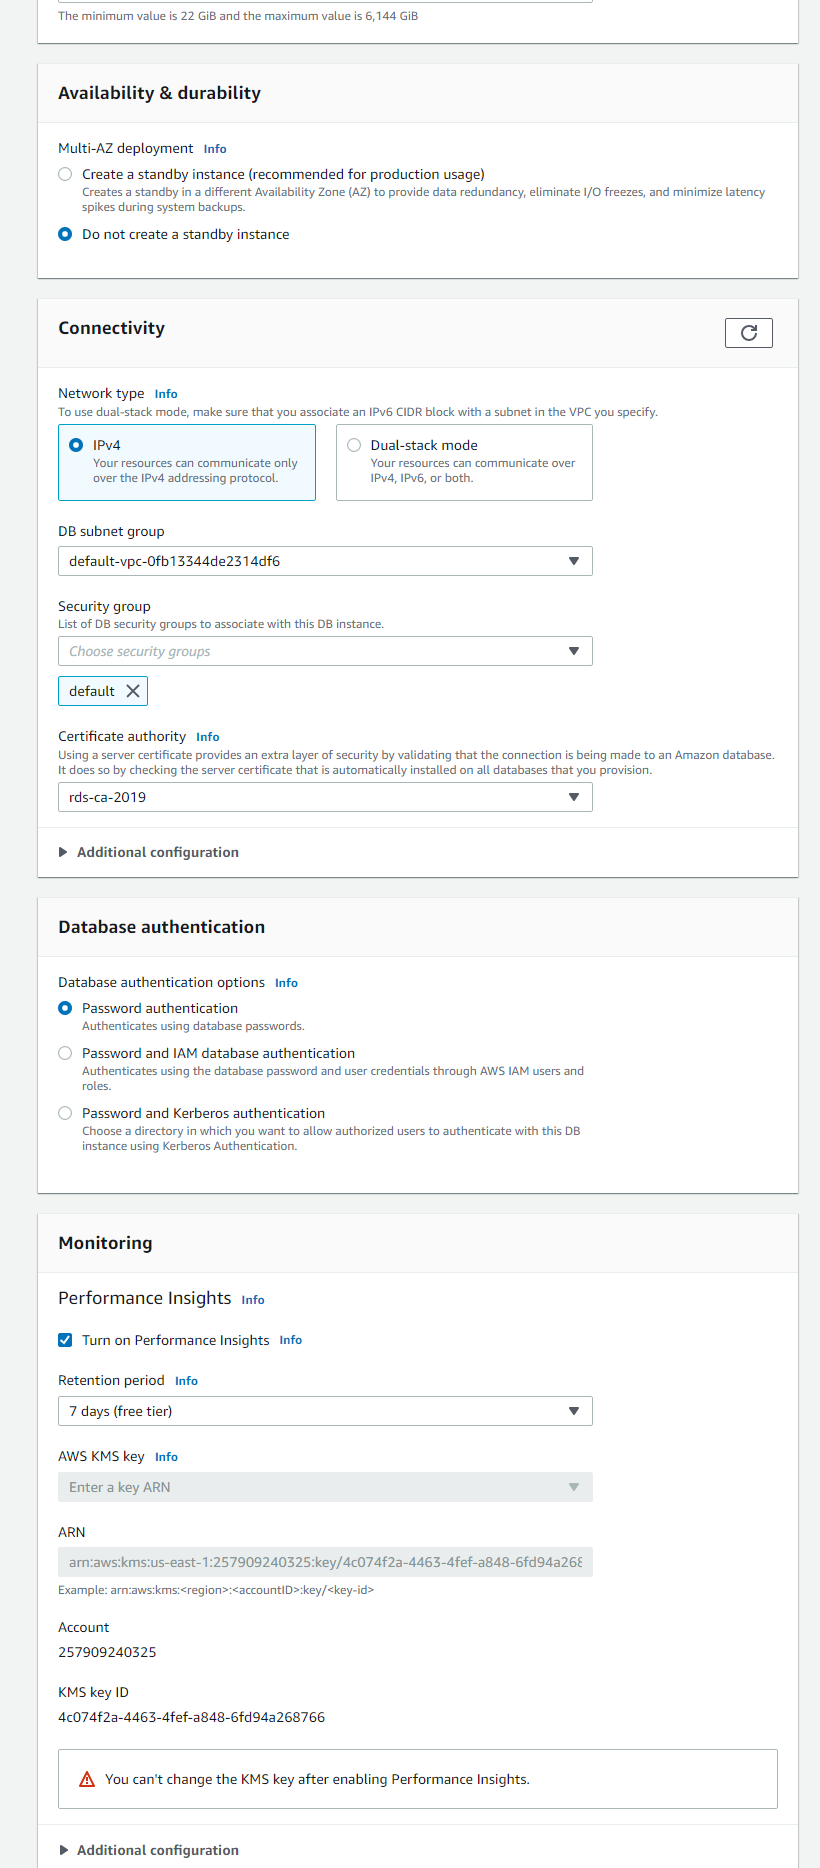 The minimum value is 22 GiB and the maximum value is 6,144 GiB
Availability & durability
Multi-AZ deployment Info
Create a standby instance (recommended for production usage)
Creates a standby in a different Availability Zone (AZ) to provide data redundancy, eliminate I/O freezes, and minimize latency
spikes during system backups.
Do not create a standby instance
Connectivity
Network type Info
To use dual-stack mode, make sure that you associate an IPv6 CIDR block with a subnet in the VPC you specify.
IPv4
Your resources can communicate only
over the IPv4 addressing protocol.
Dual-stack mode
Your resources can communicate over
IPv4, IPv6, or both.
DB subnet group
default-vpc-0fb13344de2314df6
Security group
List of DB security groups to associate with this DB instance.
Choose security groups
default
Certificate authority Info
Using a server certificate provides an extra layer of security by validating that the connection is being made to an Amazon database.
It does so by checking the server certificate that is automatically installed on all databases that you provision.
rds-ca-2019
Additional configuration
Database authentication
Database authentication options Info
Password authentication
Authenticates using database passwords.
Password and IAM database authentication
Authenticates using the database password and user credentials through AWS IAM users and
roles.
Password and Kerberos authentication
Choose a directory in which you want to allow authorized users to authenticate with this DB
instance using Kerberos Authentication.
Monitoring
Performance Insights Info
Turn on Performance Insights Info
Retention period Info
7 days (free tier)
AWS KMS key Info
Enter a key ARN
ARN
arn:aws:kms:us-east-1:257909240325:key/4c074f2a-4463-4fef-a848-6fd94a268
Example: arn:aws:kms:<region>:<accountID>:key/<key-id>
Account
257909240325
KMS key ID
4c074f2a-4463-4fef-a848-6fd94a268766
You can't change the KMS key after enabling Performance Insights.
Additional configuration